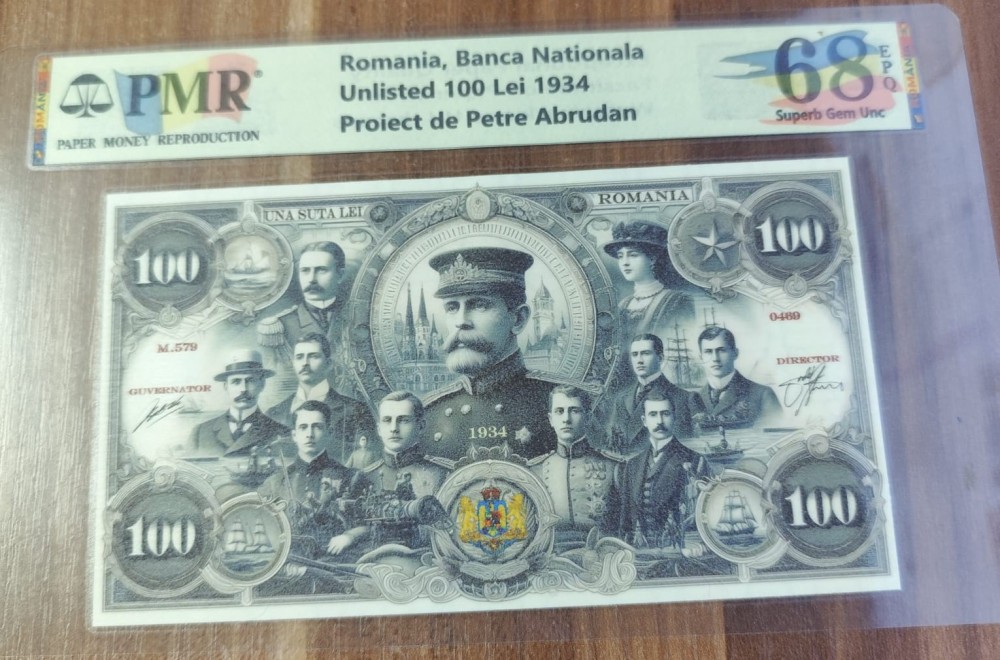 PMR
PAPER MONEY REPRODUCTION
Romania, Banca Nationala
Unlisted 100 Lei 1934
Proiect de Petre Abrudan
68
EPQ
Superb Gem Unc
UNA SUTA LEI
ROMANIA
100
100
M.579
0489
GUVERNATOR
DIRECTOR
1934
100
100